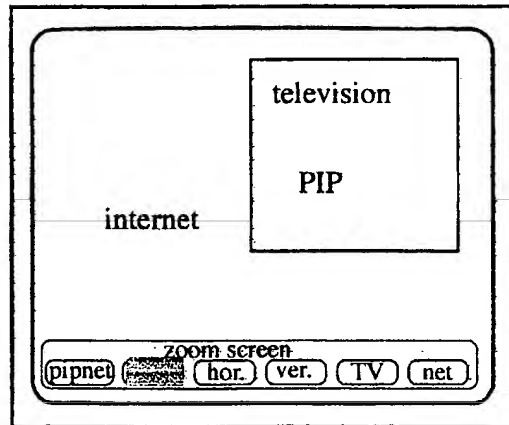 television
PIP
internet
zoom screen
pipnet hor. ver. TV net